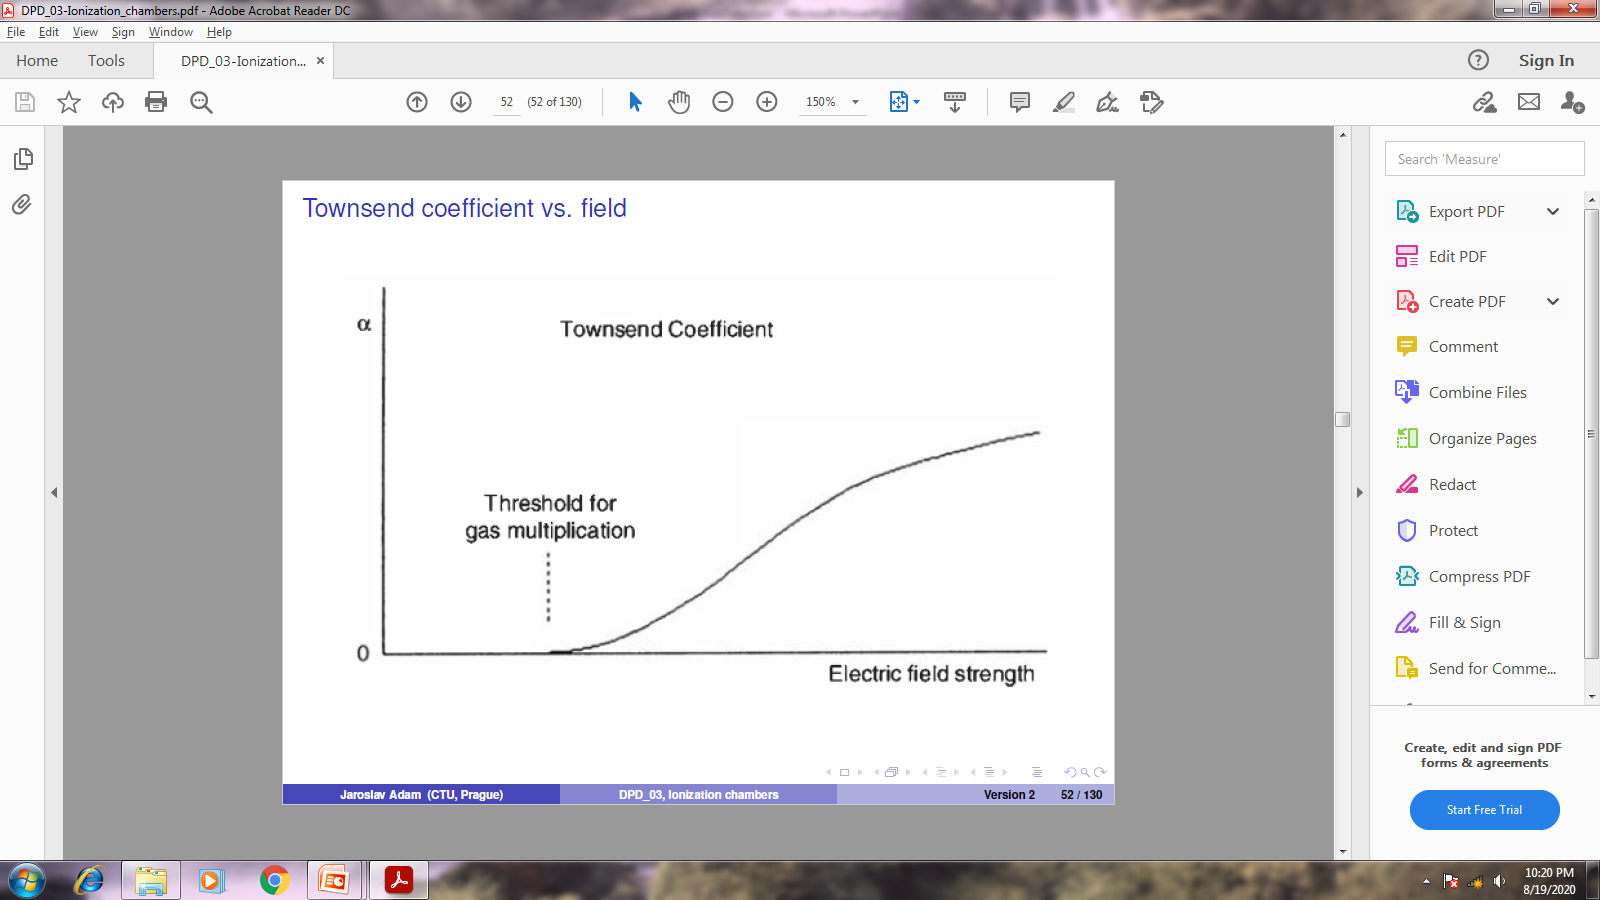 DPD_03-Ionization_chambers.pdf - Adobe Acrobat Reader DC
File Edit View Sign Window Help
Home Tools DPD_03-Ionization... × Sign In
52 (52 of 130) 150%
Search 'Measure'
Export PDF
Edit PDF
Create PDF
Comment
Combine Files
Organize Pages
Redact
Protect
Compress PDF
Fill & Sign
Send for Comme...
Create, edit and sign PDF
forms & agreements
Start Free Trial
Townsend coefficient vs. field
α
Townsend Coefficient
Threshold for
gas multiplication
0
Electric field strength
Jaroslav Adam (CTU, Prague) DPD_03, Ionization chambers Version 2 52 / 130
10:20 PM
8/19/2020